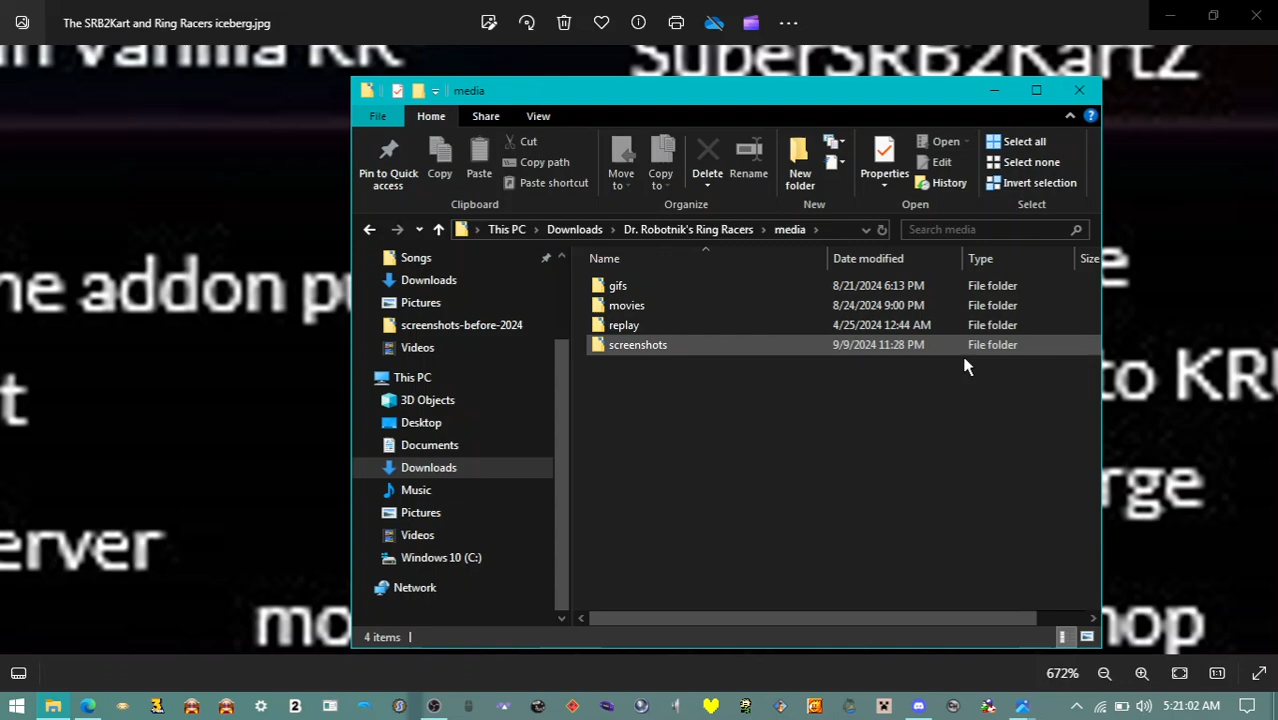 The SRB2Kart and Ring Racers iceberg.jpg
in Vanilla KR
SuperSRB2KartZ
media
File Home Share View
Pin to Quick access
Copy
Paste
Cut
Copy path
Paste shortcut
Clipboard
Move to
Copy to
Delete
Rename
Organize
New folder
New
Properties
Open
Edit
History
Open
Select all
Select none
Invert selection
Select
This PC > Downloads > Dr. Robotnik's Ring Racers > media >
Search media
Songs
Downloads
Pictures
screenshots-before-2024
Videos
This PC
3D Objects
Desktop
Documents
Downloads
Music
Pictures
Videos
Windows 10 (C:)
Network
Name Date modified Type Size
gifs 8/21/2024 6:13 PM File folder
movies 8/24/2024 9:00 PM File folder
replay 4/25/2024 12:44 AM File folder
screenshots 9/9/2024 11:28 PM File folder
4 items
ne addon pu
e
t
to KRU
rge
erver
mo
hop
672%
1:1
5:21:02 AM